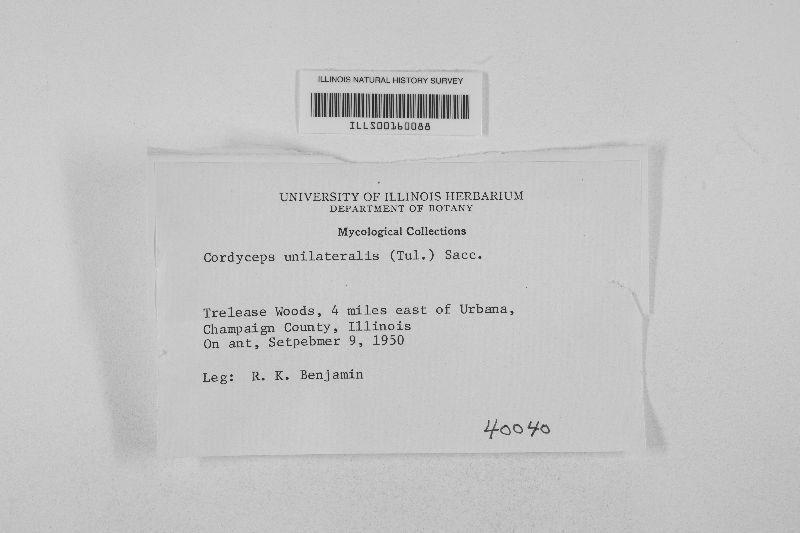 ILLINOIS NATURAL HISTORY SURVEY
ILLS00160088
UNIVERSITY OF ILLINOIS HERBARIUM
DEPARTMENT OF BOTANY
Mycological Collections
Cordyceps unilateralis (Tul.) Sacc.
Trelease Woods, 4 miles east of Urbana,
Champaign County, Illinois
On ant, Setpebmer 9, 1950
Leg: R. K. Benjamin
40040